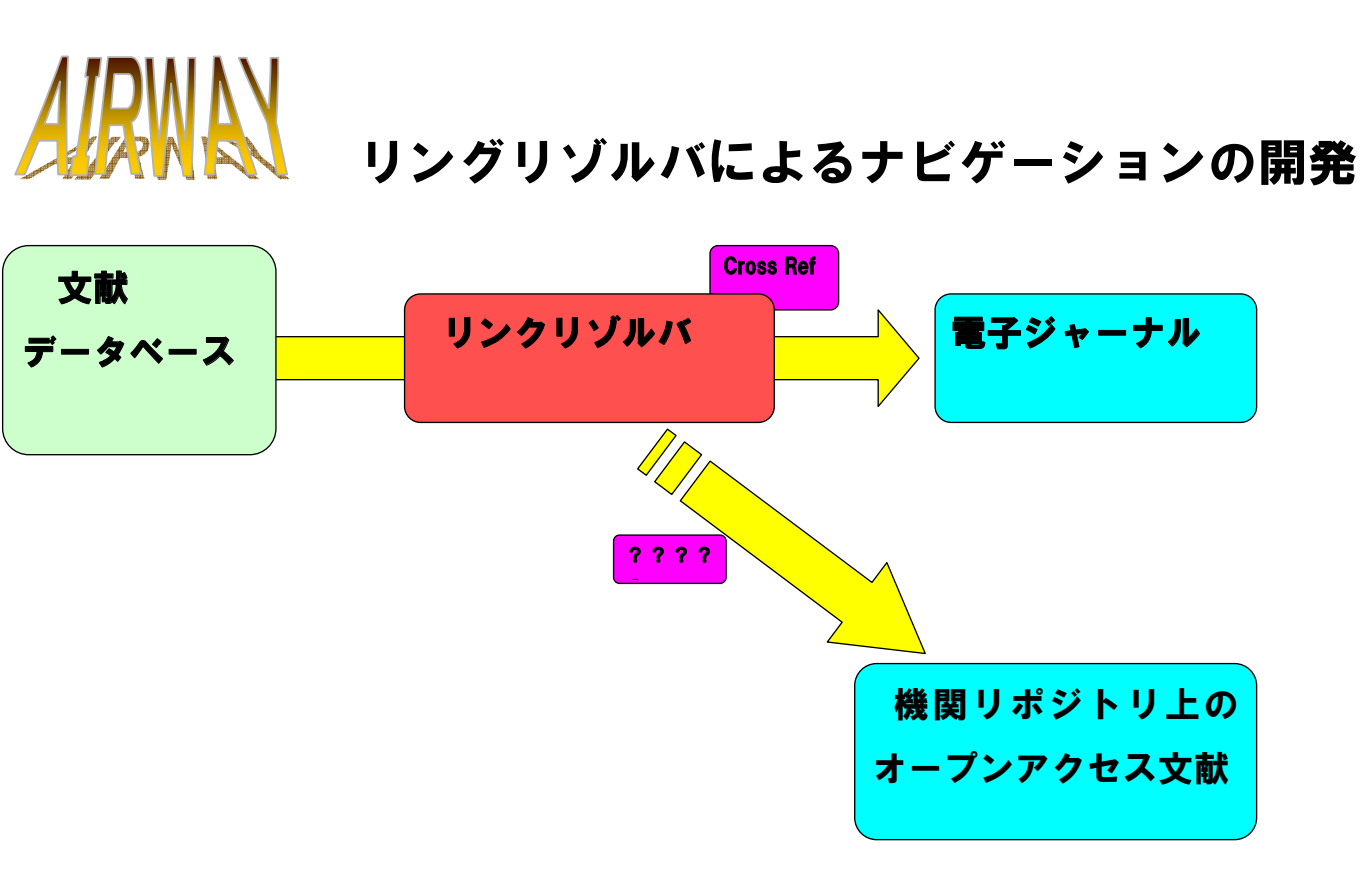 AIRWAY
リングリゾルバによるナビゲーションの開発
文献
データベース
Cross Ref
リンクリゾルバ
電子ジャーナル
？？？？
機関リポジトリ上の
オープンアクセス文献